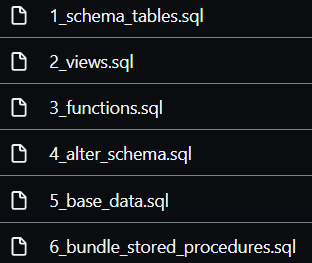 1_schema_tables.sql
2_views.sql
3_functions.sql
4_alter_schema.sql
5_base_data.sql
6_bundle_stored_procedures.sql